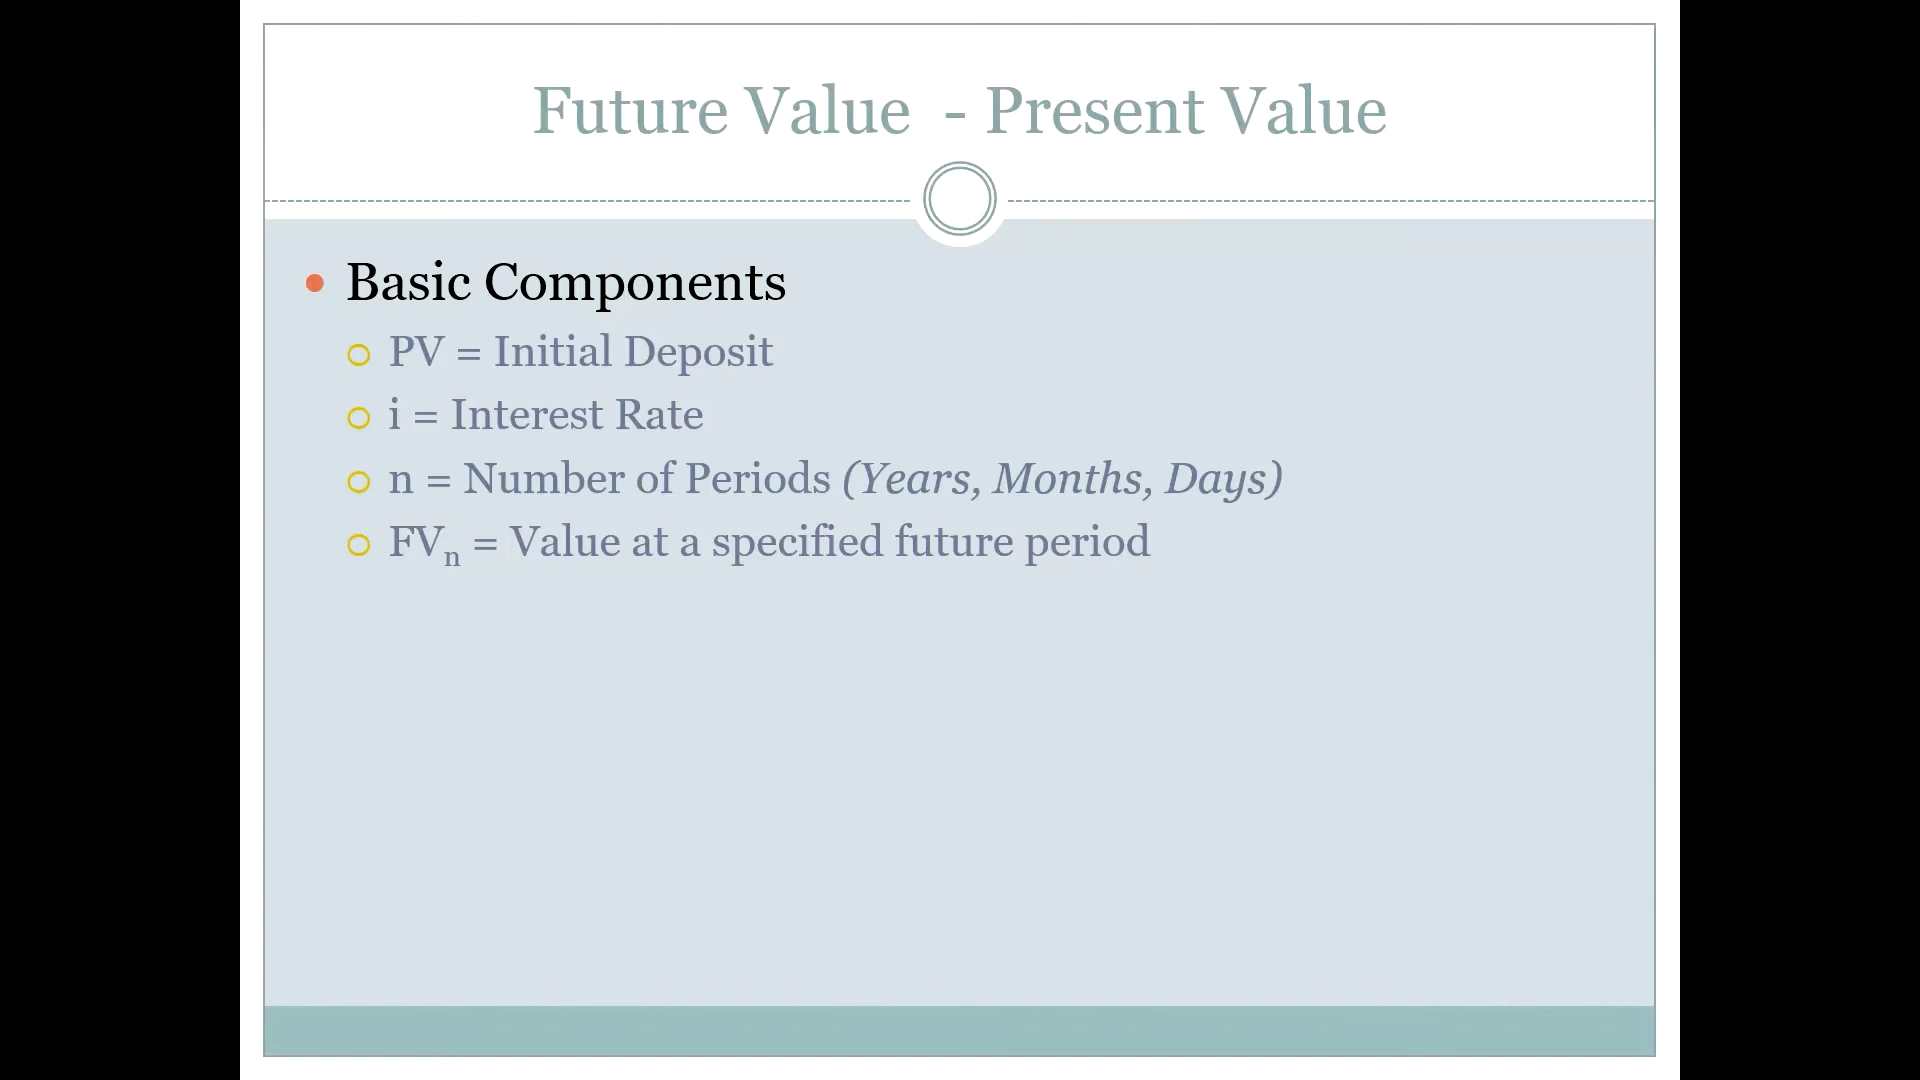 Future Value - Present Value
Basic Components
PV = Initial Deposit
i = Interest Rate
n = Number of Periods (Years, Months, Days)
FVn = Value at a specified future period